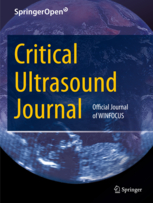 SpringerOpen
Critical
Ultrasound
Journal
Official Journal
of WINFOCUS
Springer